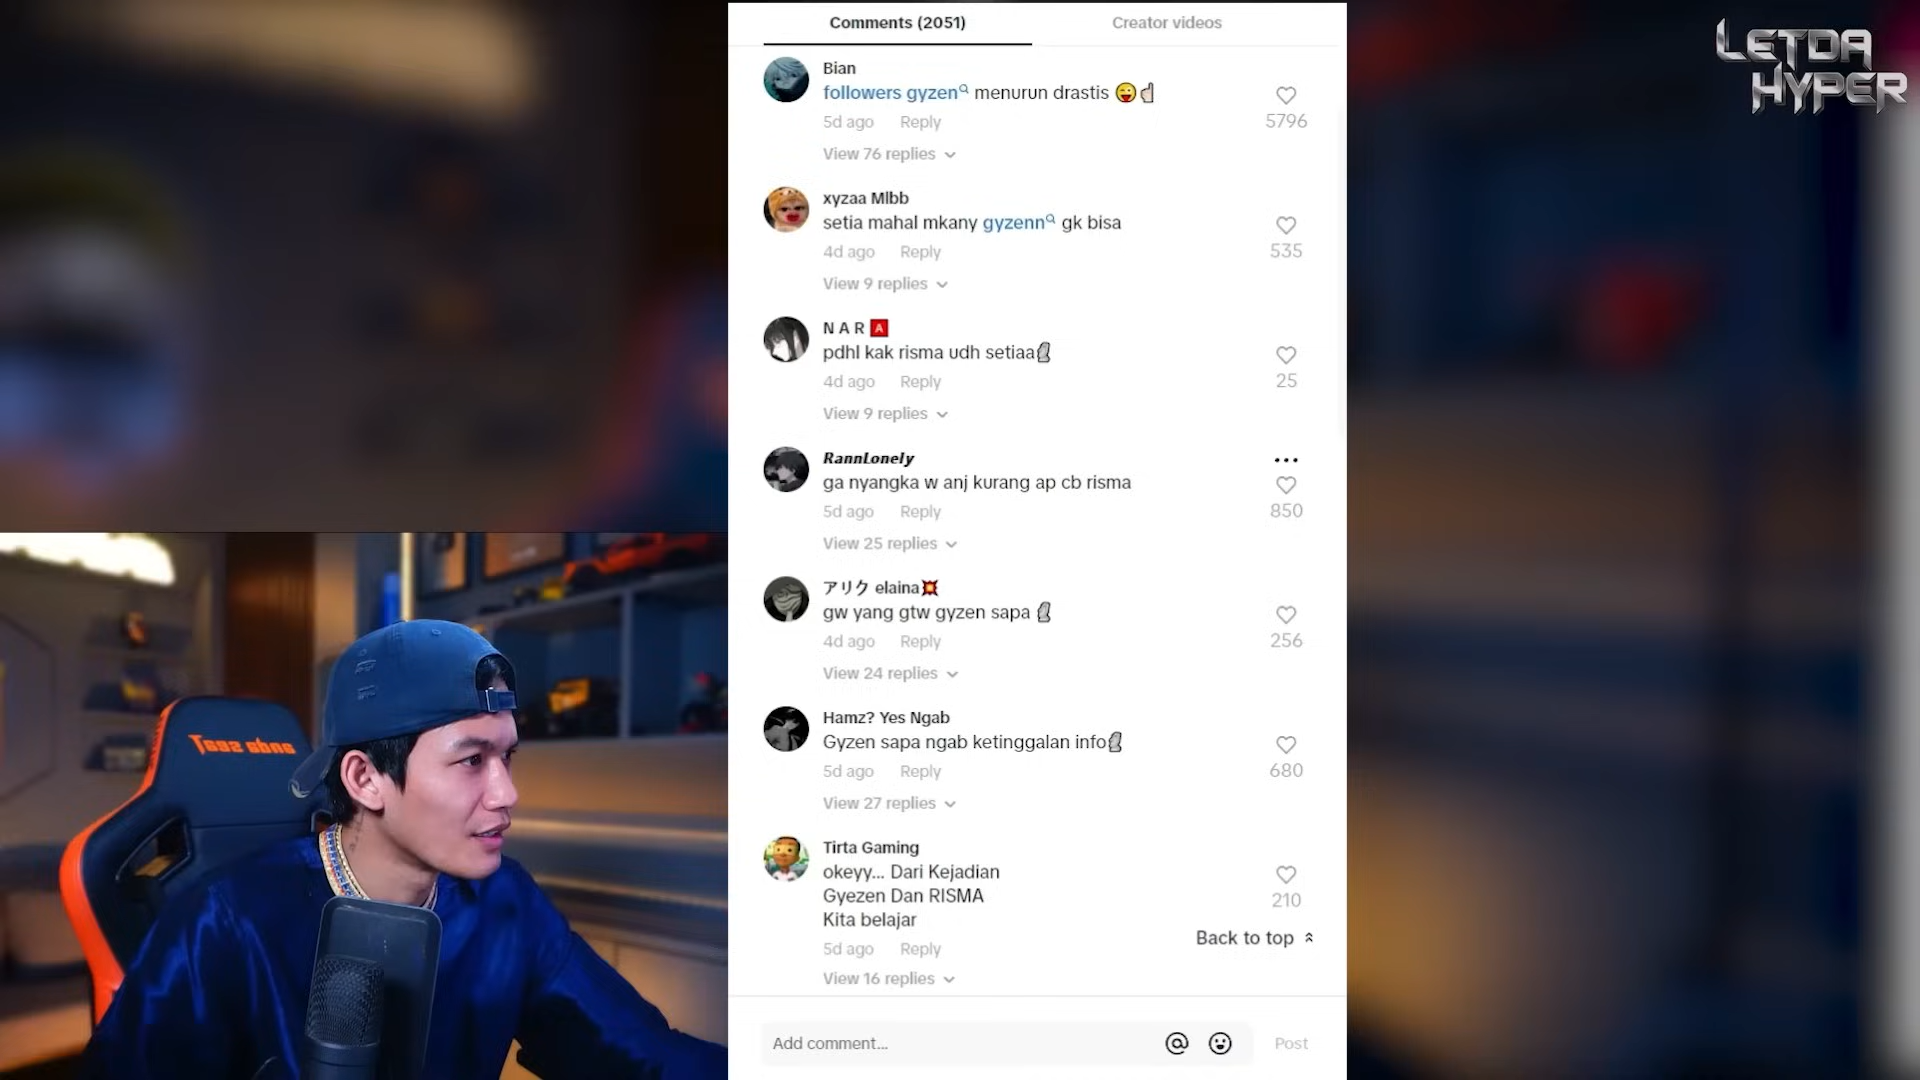 Comments (2051)
Creator videos
LETDA
HYPER
Bian
followers gyzen menurun drastis 😜☝🏻
5d ago Reply
5796
View 76 replies
xyzaa Mlbb
setia mahal mkany gyzenn gk bisa
4d ago Reply
535
View 9 replies
N A R 🅰
pdhl kak risma udh setiaa🗿
4d ago Reply
25
View 9 replies
RannLonely
ga nyangka w anj kurang ap cb risma
5d ago Reply
850
View 25 replies
アリク elaina💥
gw yang gtw gyzen sapa 🗿
4d ago Reply
256
View 24 replies
Hamz? Yes Ngab
Gyzen sapa ngab ketinggalan info🗿
5d ago Reply
680
View 27 replies
Tirta Gaming
okeyy... Dari Kejadian
Gyezen Dan RISMA
Kita belajar
5d ago Reply
210
Back to top
View 16 replies
Add comment...
Post